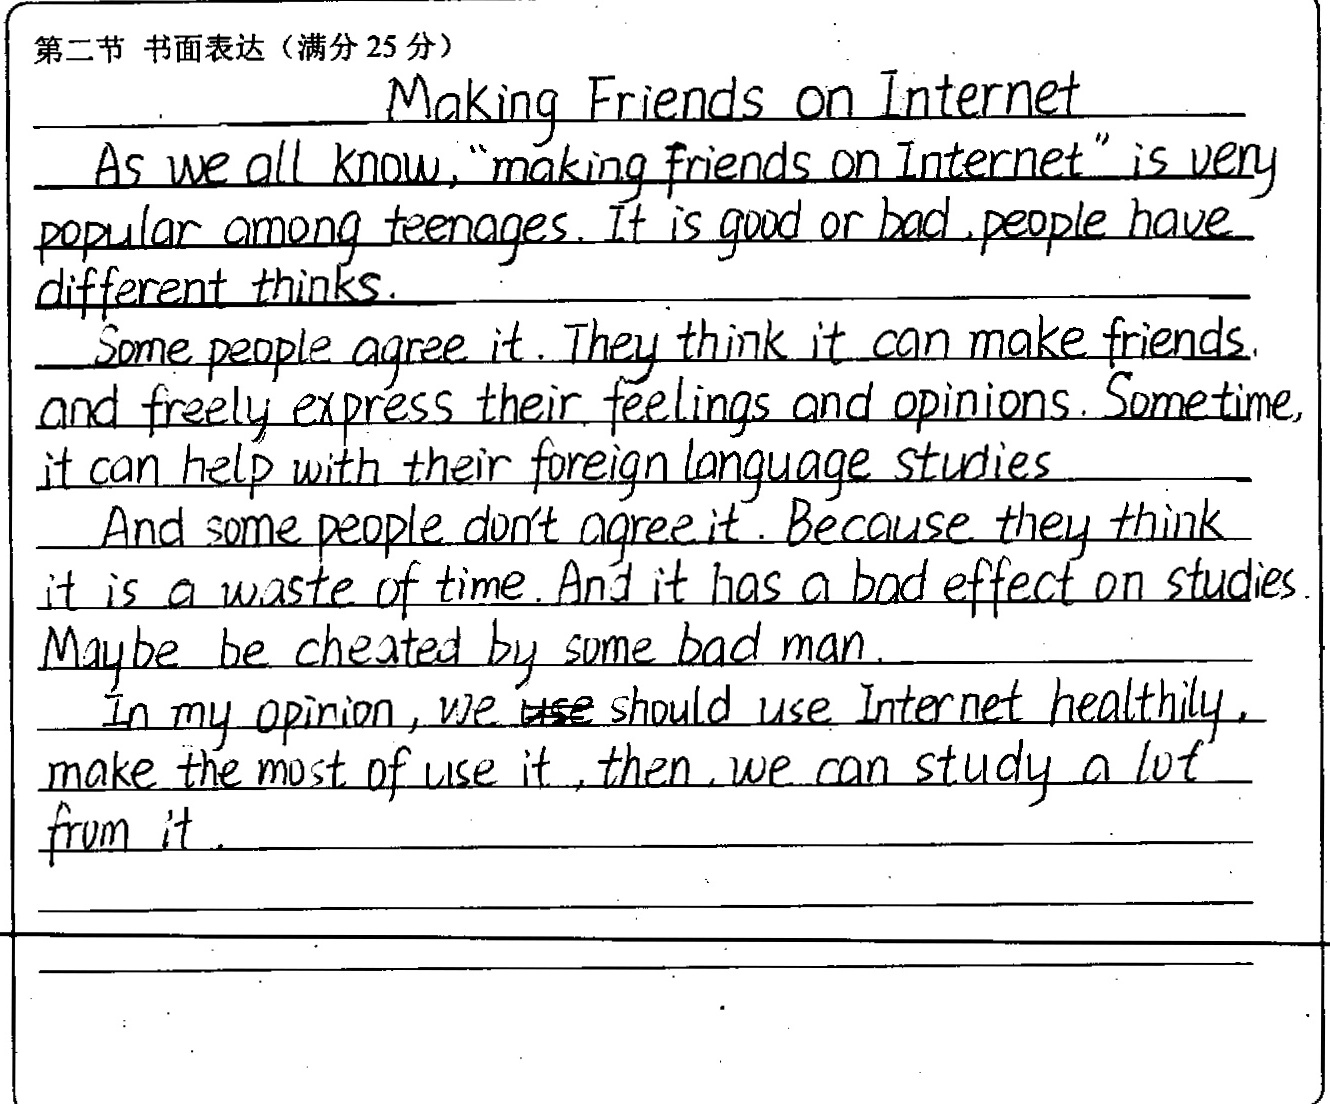 第二节 书面表达（满分 25 分）
Making Friends on Internet
As we all know, "making friends on Internet" is very
popular among teenages. It is good or bad, people have
different thinks.
Some people agree it. They think it can make friends.
and freely express their feelings and opinions. Sometime,
it can help with their foreign language studies
And some people don't agree it. Because they think
it is a waste of time. And it has a bad effect on studies.
Maybe be cheated by some bad man.
In my opinion, we use should use Internet healthily,
make the most of use it, then, we can study a lot
from it.